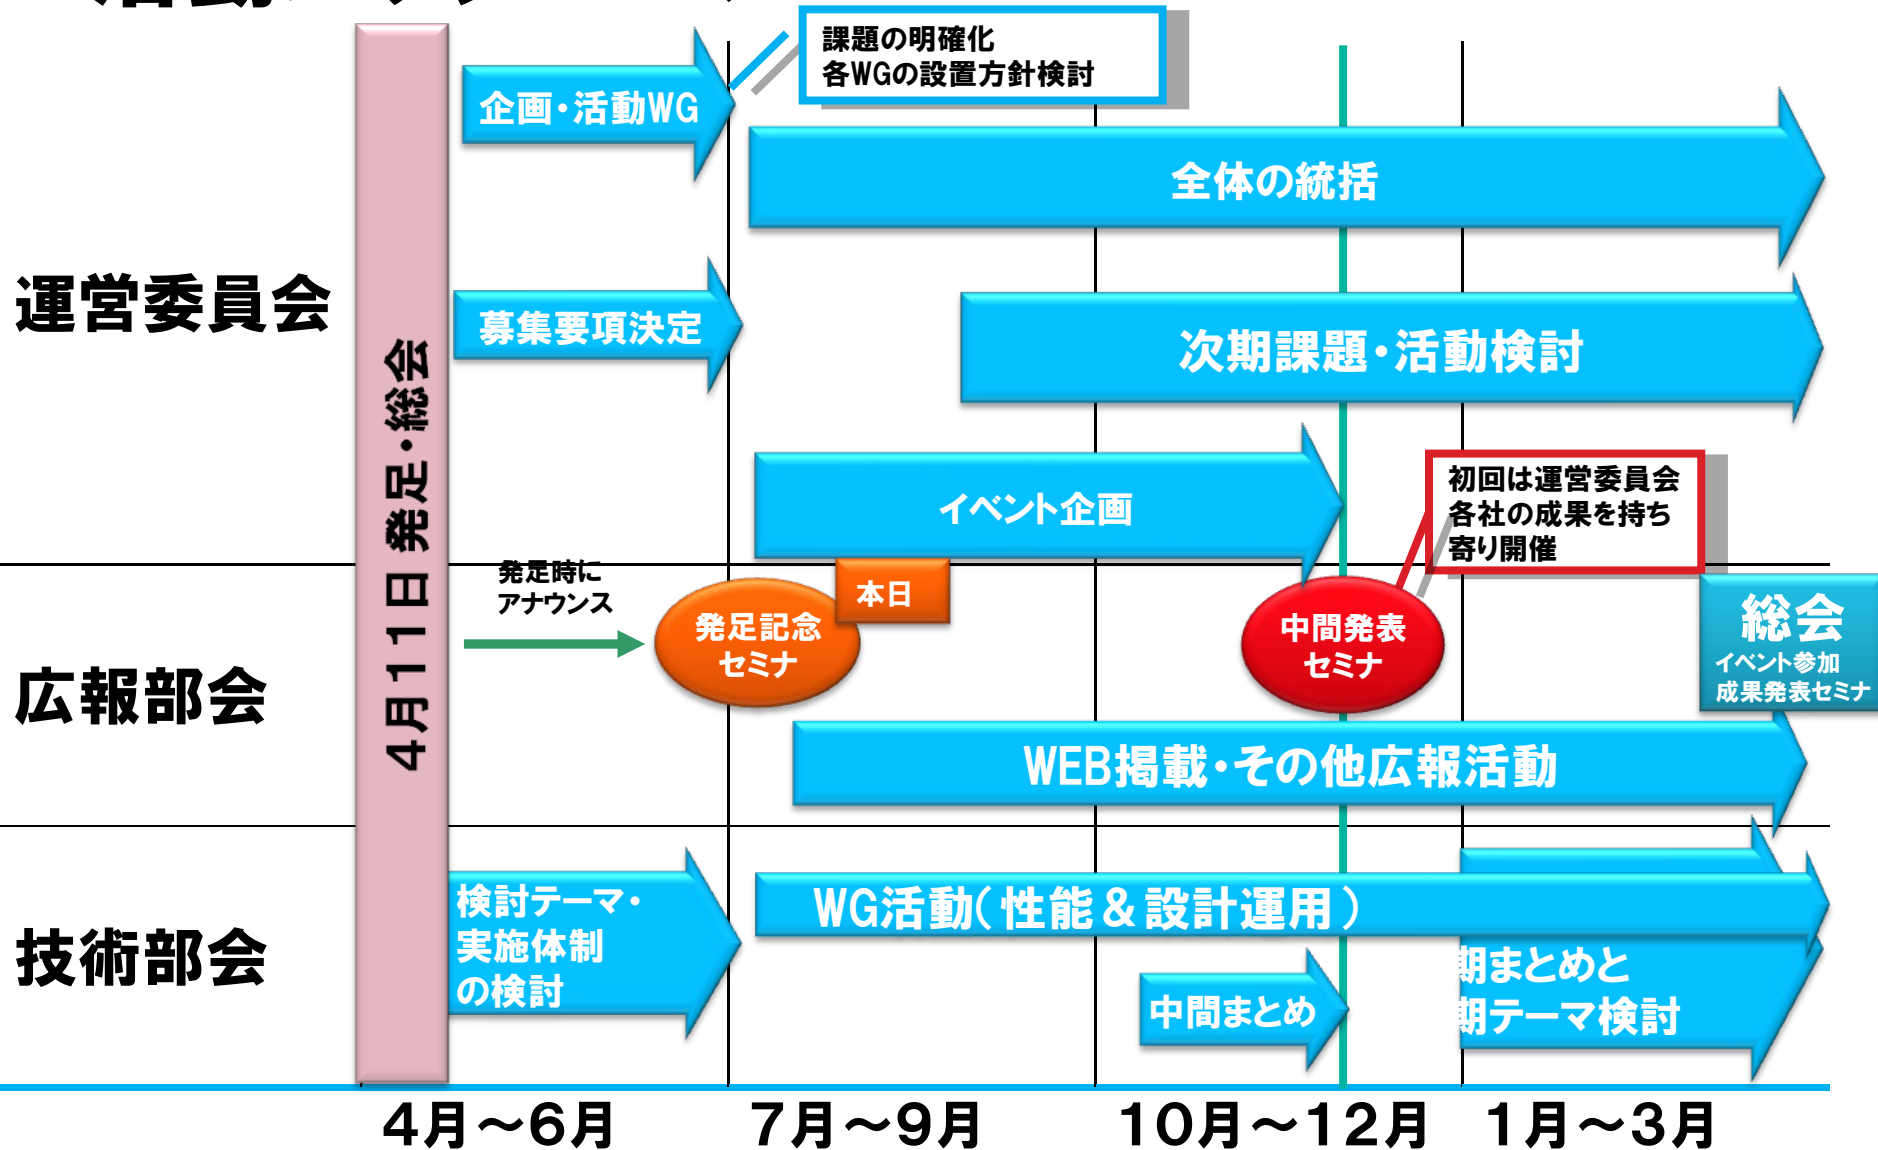 課題の明確化
各WGの設置方針検討
企画・活動WG
全体の統括
運営委員会
募集要項決定
次期課題・活動検討
4月11日 発足・総会
イベント企画
初回は運営委員会
各社の成果を持ち
寄り開催
発足時に
アナウンス
本日
発足記念
セミナ
中間発表
セミナ
総会
イベント参加
成果発表セミナ
広報部会
WEB掲載・その他広報活動
検討テーマ・
実施体制
の検討
WG活動(性能&設計運用)
技術部会
中間まとめ
期まとめと
期テーマ検討
4月～6月
7月～9月
10月～12月
1月～3月